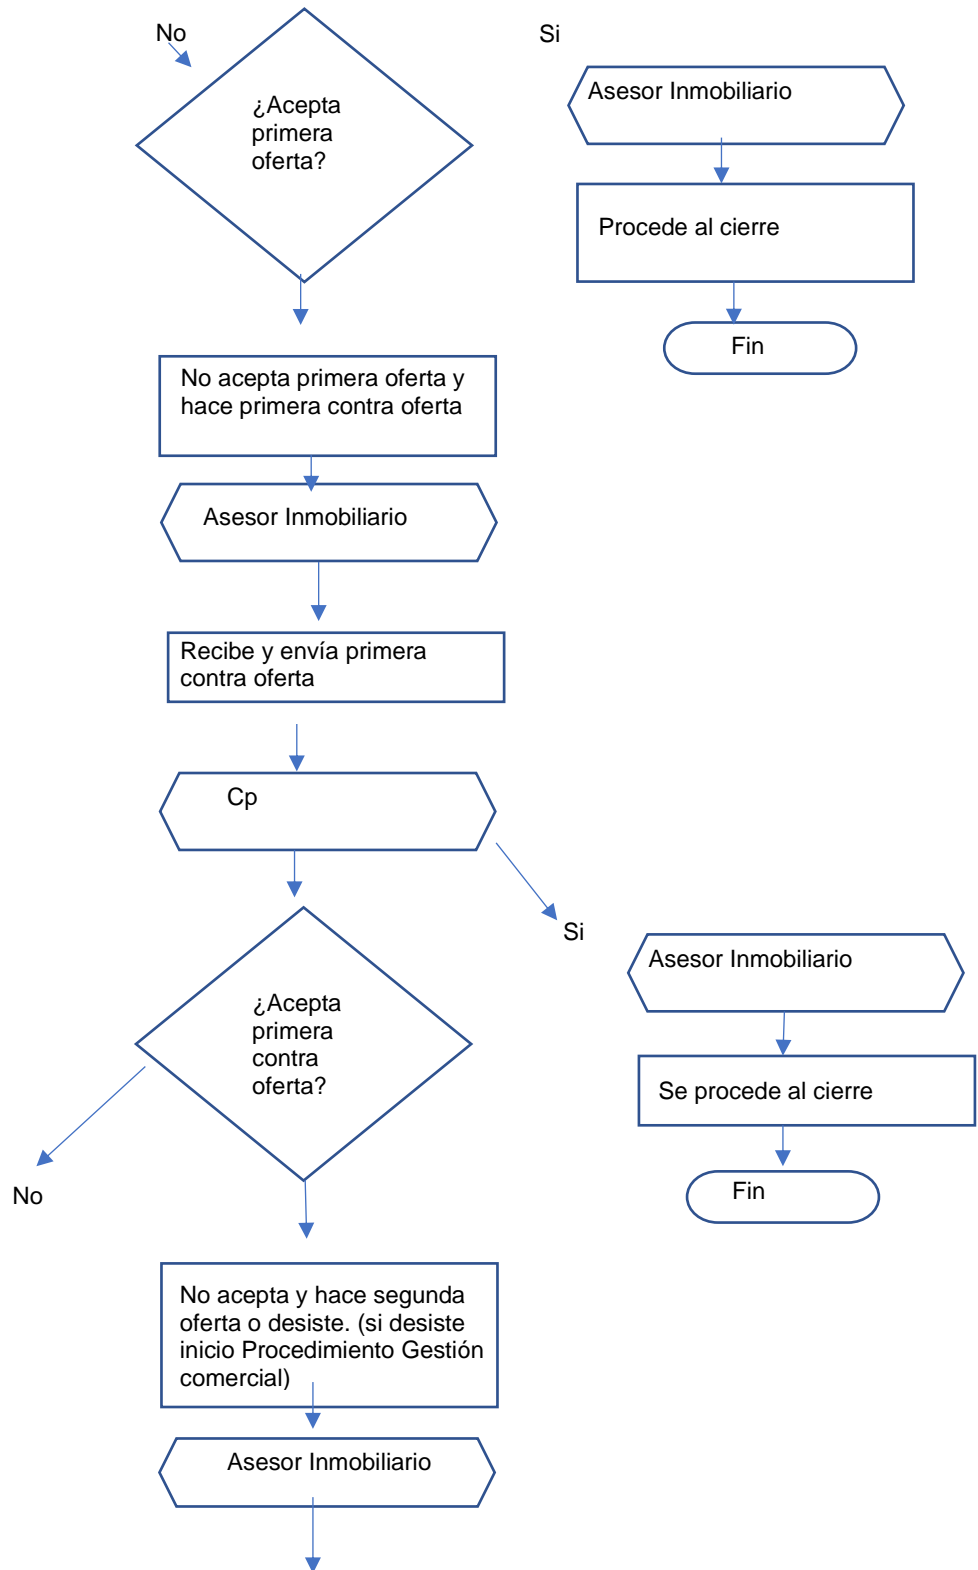 No
Si
¿Acepta
primera
oferta?
Asesor Inmobiliario
Procede al cierre
Fin
No acepta primera oferta y
hace primera contra oferta
Asesor Inmobiliario
Recibe y envía primera
contra oferta
Cp
Si
Asesor Inmobiliario
¿Acepta
primera
contra
oferta?
Se procede al cierre
No
Fin
No acepta y hace segunda
oferta o desiste. (si desiste
inicio Procedimiento Gestión
comercial)
Asesor Inmobiliario